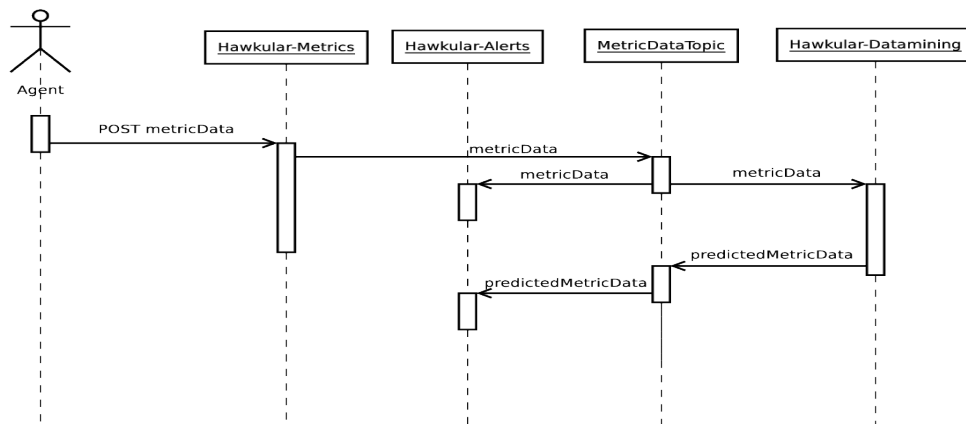 Hawkular-Metrics
Hawkular-Alerts
MetricDataTopic
Hawkular-Datamining
Agent
POST metricData
metricData
metricData
metricData
predictedMetricData
predictedMetricData